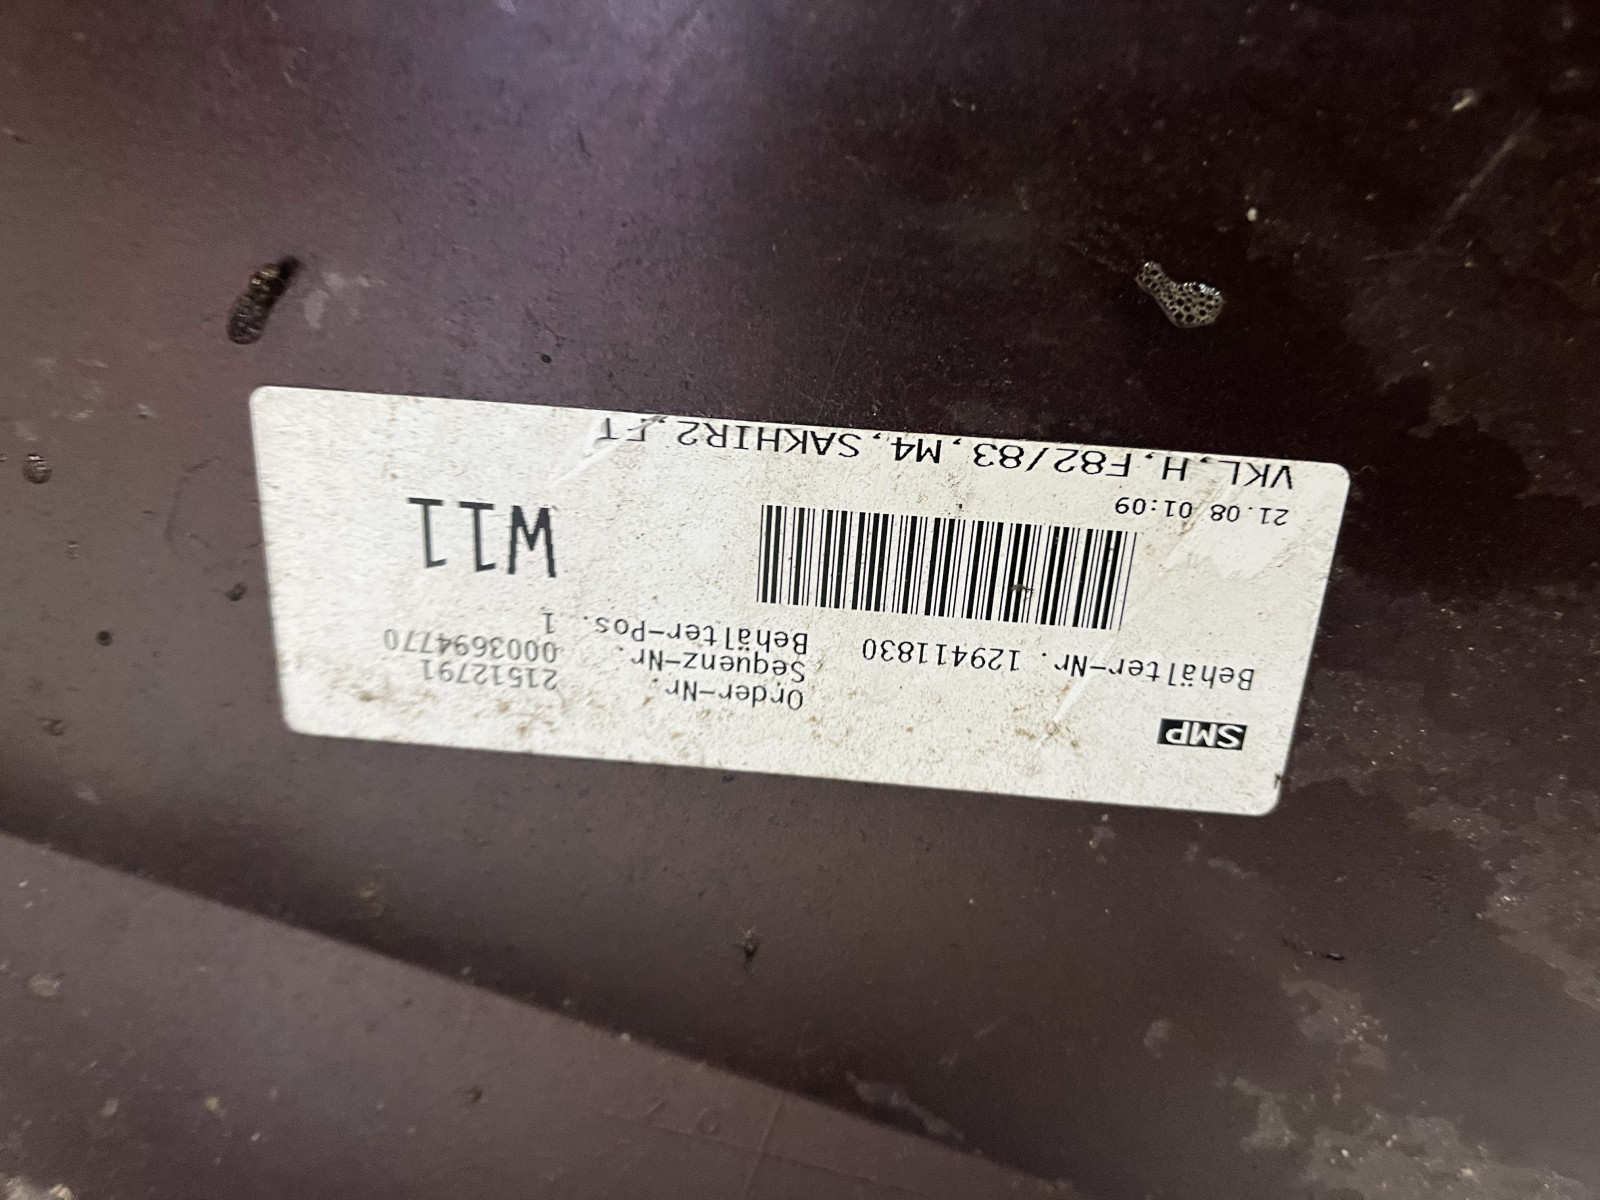 SMP
Order-Nr. 21512791
Sequenz-Nr. 0003694770
Behälter-Nr. 129411830
Behälter-Pos. 1
W11
21.08 01:09
VKL,H,F82/83,M4,SAKHIR2,FT